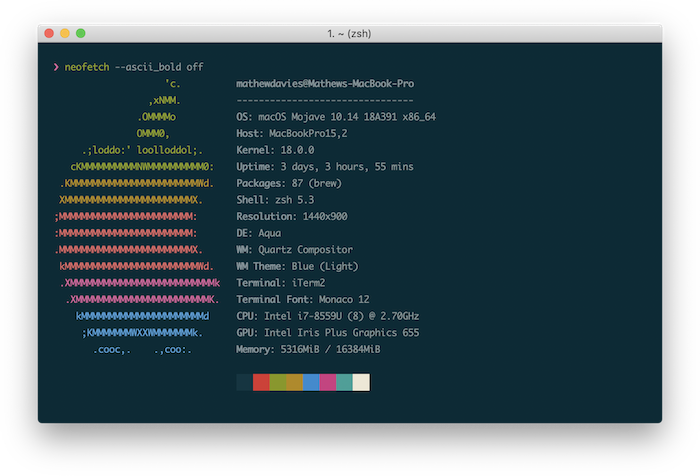 1. ~ (zsh)
❯ neofetch --ascii_bold off
'c.          mathewdavies@Mathews-MacBook-Pro
,xNMM.       --------------------------------
.OMMMMo      OS: macOS Mojave 10.14 18A391 x86_64
OMMM0,       Host: MacBookPro15,2
.;loddo:' loolloddol;.   Kernel: 18.0.0
cKMMMMMMMMMMNWMMMMMMMMMM0:   Uptime: 3 days, 3 hours, 55 mins
.KMMMMMMMMMMMMMMMMMMMMMMMWd.   Packages: 87 (brew)
XMMMMMMMMMMMMMMMMMMMMMMMX.   Shell: zsh 5.3
;MMMMMMMMMMMMMMMMMMMMMMMM:   Resolution: 1440x900
:MMMMMMMMMMMMMMMMMMMMMMMM:   DE: Aqua
.MMMMMMMMMMMMMMMMMMMMMMMMX.   WM: Quartz Compositor
kMMMMMMMMMMMMMMMMMMMMMMMMWd.   WM Theme: Blue (Light)
.XMMMMMMMMMMMMMMMMMMMMMMMMMMk   Terminal: iTerm2
.XMMMMMMMMMMMMMMMMMMMMMMMMK.   Terminal Font: Monaco 12
kMMMMMMMMMMMMMMMMMMMMMMd   CPU: Intel i7-8559U (8) @ 2.70GHz
;KMMMMMMMWXXWMMMMMMMk.   GPU: Intel Iris Plus Graphics 655
.cooc,.    .,coo:.   Memory: 5316MiB / 16384MiB